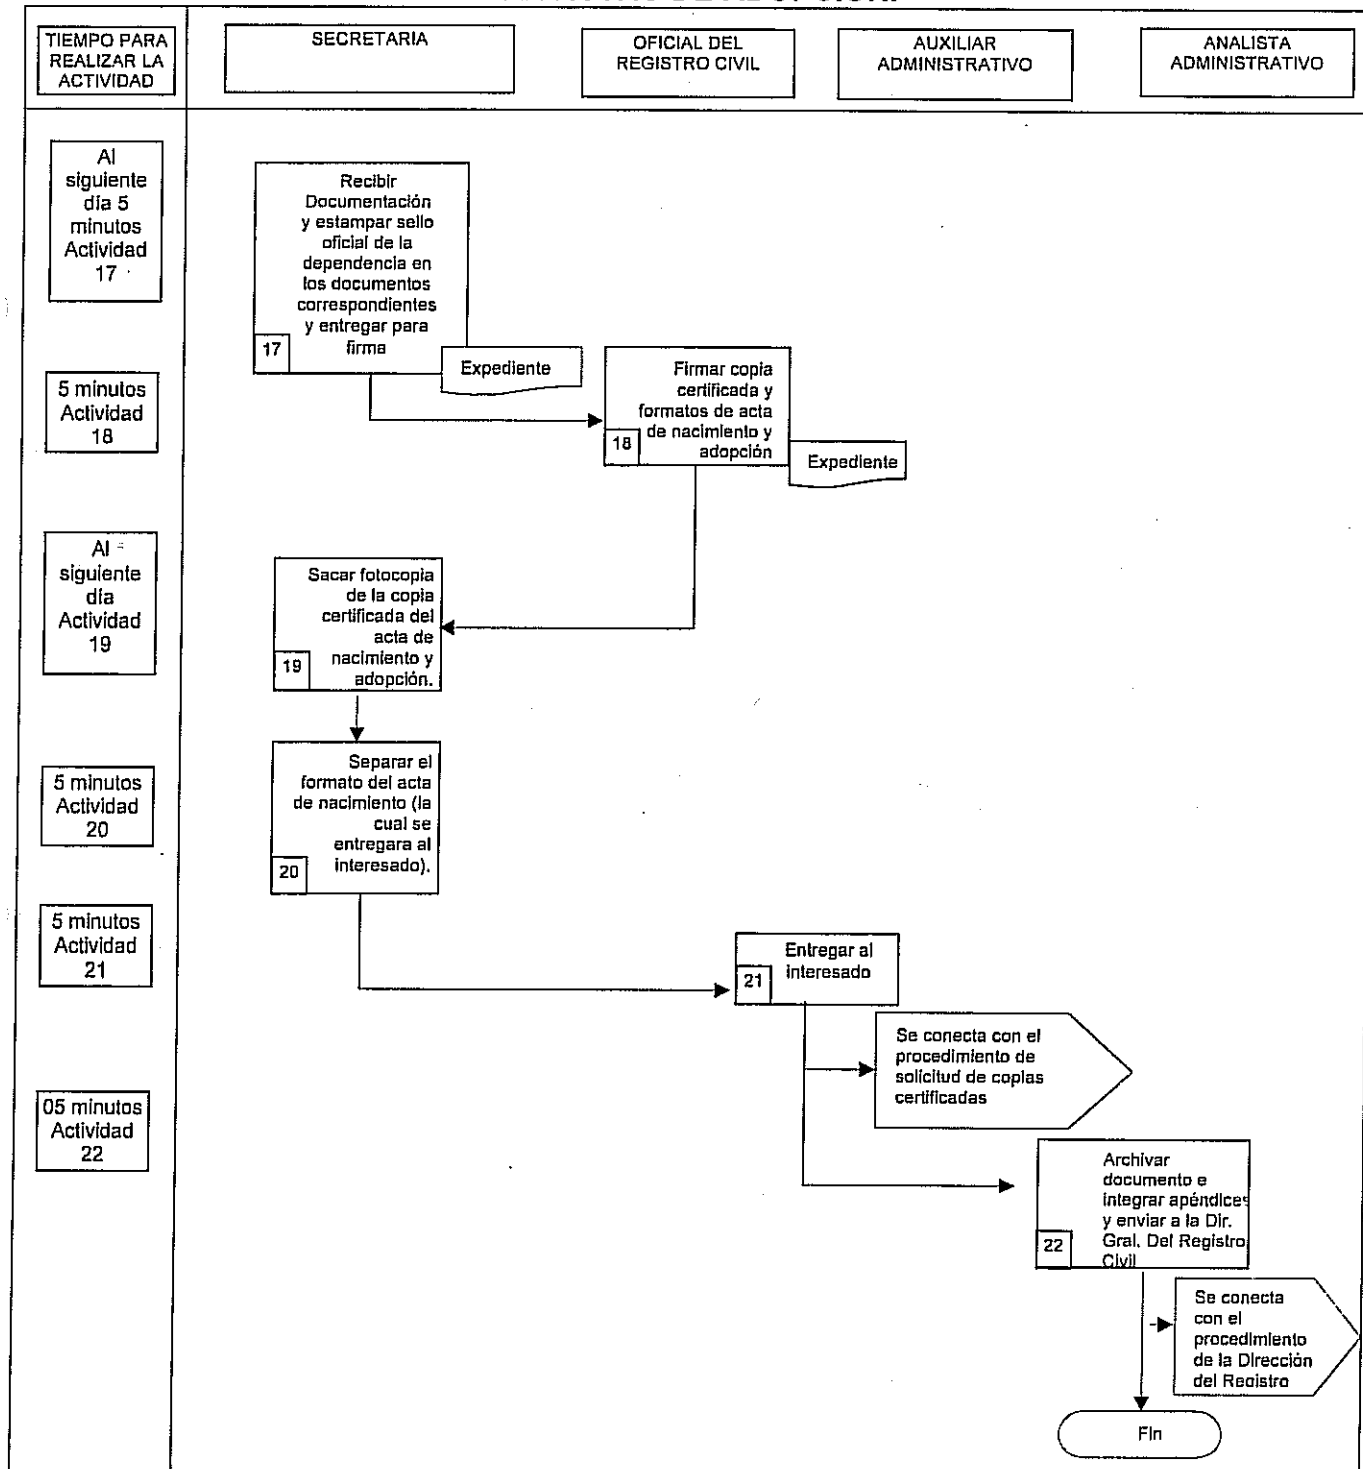 TIEMPO PARA
REALIZAR LA
ACTIVIDAD
SECRETARIA
OFICIAL DEL
REGISTRO CIVIL
AUXILIAR
ADMINISTRATIVO
ANALISTA
ADMINISTRATIVO
Al
siguiente
día 5
minutos
Actividad
17
Recibir
Documentación
y estampar sello
oficial de la
dependencia en
los documentos
correspondientes
y entregar para
firma
17
Expediente
5 minutos
Actividad
18
Firmar copia
certificada y
formatos de acta
de nacimiento y
adopción
18
Expediente
Al
siguiente
día
Actividad
19
Sacar fotocopia
de la copia
certificada del
acta de
nacimiento y
adopción.
19
5 minutos
Actividad
20
Separar el
formato del acta
de nacimiento (la
cual se
entregara al
interesado).
20
5 minutos
Actividad
21
Entregar al
interesado
21
Se conecta con el
procedimiento de
solicitud de copias
certificadas
05 minutos
Actividad
22
Archivar
documento e
integrar apéndices
y enviar a la Dir.
Gral. Del Registro
Civil
22
Se conecta
con el
procedimiento
de la Dirección
del Registro
Fin